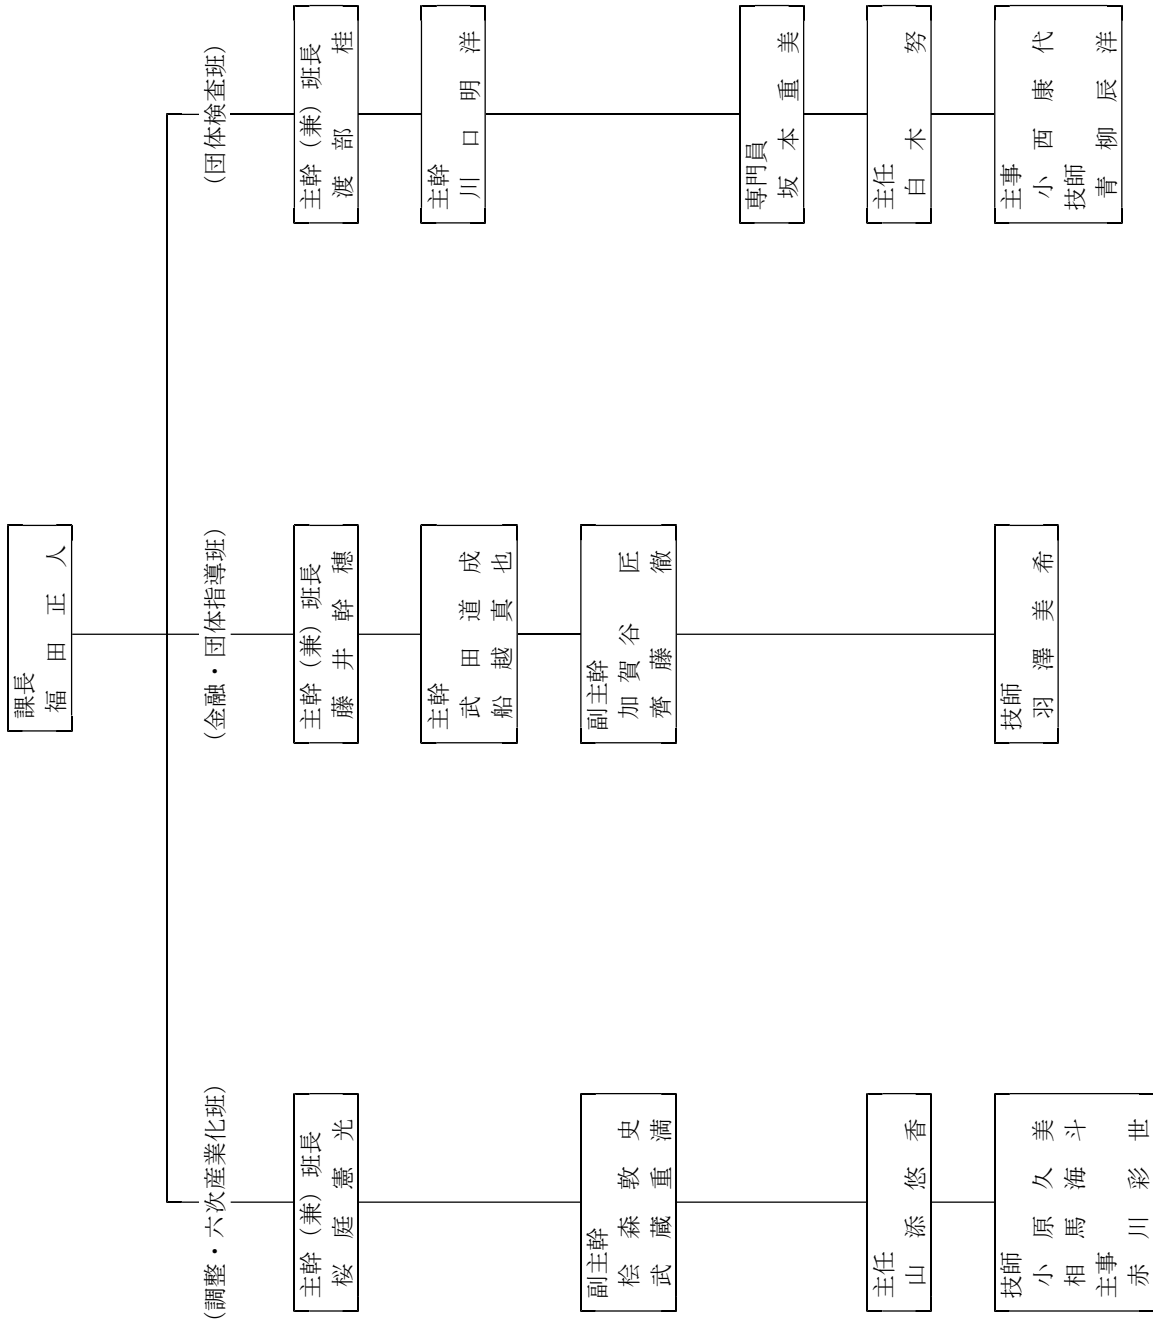 課長
福田正人
(調整・六次産業化班)
主幹(兼)班長
桜庭憲光
副主幹
桧森敦史
武蔵重満
主任
山添悠香
技師
小原久美
相馬海斗
主事
赤川彩世
(金融・団体指導班)
主幹(兼)班長
藤井幹穂
主幹
武田道成
船越真也
副主幹
加賀谷匠
齊藤徹
技師
羽澤美希
(団体検査班)
主幹(兼)班長
渡部桂
主幹
川口明洋
専門員
坂本重美
主任
白木努
主事
小西康代
技師
青柳辰洋